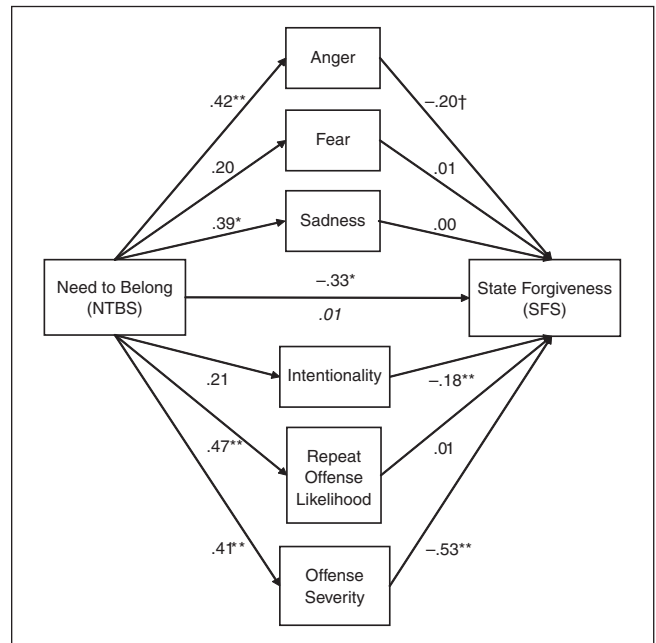 Anger
.42**
–.20†
Fear
.20
.01
Sadness
.39*
.00
Need to Belong
(NTBS)
–.33*
.01
State Forgiveness
(SFS)
.21
Intentionality
–.18**
.47**
Repeat
Offense
Likelihood
.01
.41**
Offense
Severity
–.53**